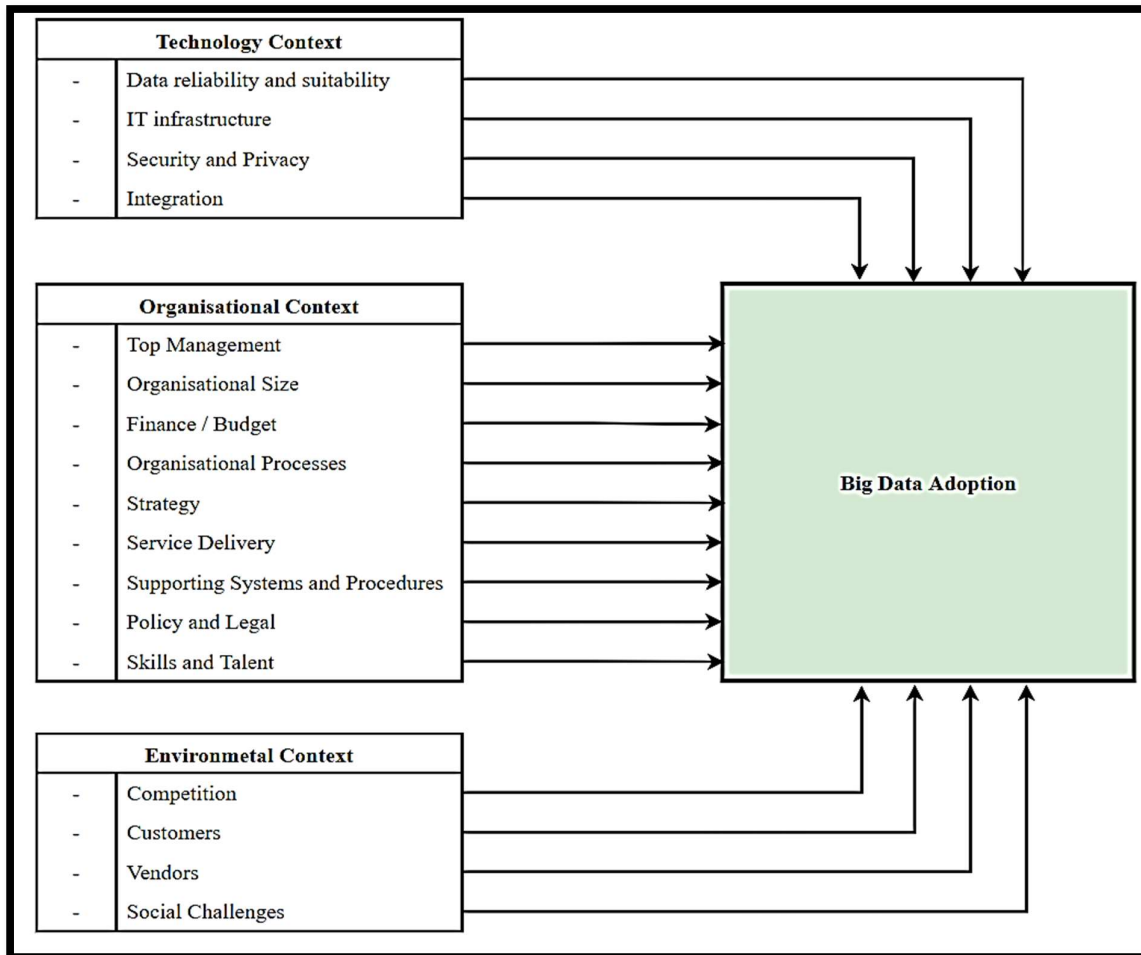 Technology Context
- Data reliability and suitability
- IT infrastructure
- Security and Privacy
- Integration
Organisational Context
- Top Management
- Organisational Size
- Finance / Budget
- Organisational Processes
- Strategy
- Service Delivery
- Supporting Systems and Procedures
- Policy and Legal
- Skills and Talent
Big Data Adoption
Environmetal Context
- Competition
- Customers
- Vendors
- Social Challenges